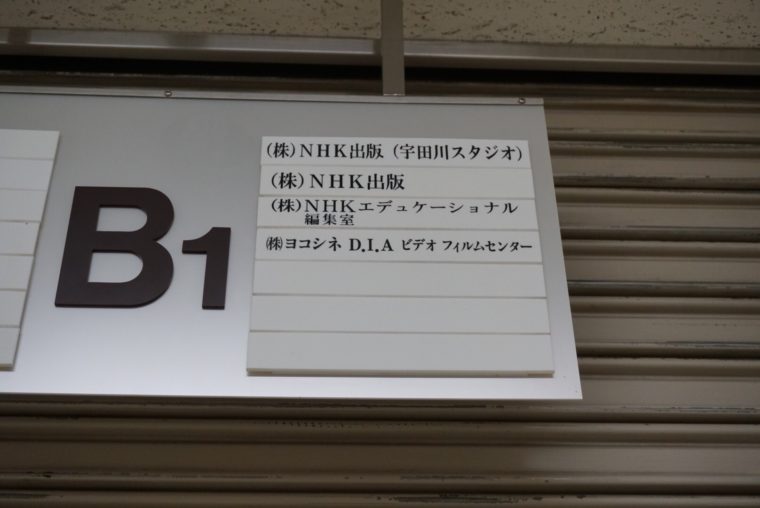 B1
(株)NHK出版 (宇田川スタジオ)
(株)NHK出版
(株)NHKエデュケーショナル
編集室
㈱ヨコシネ D.I.A ビデオ フィルムセンター